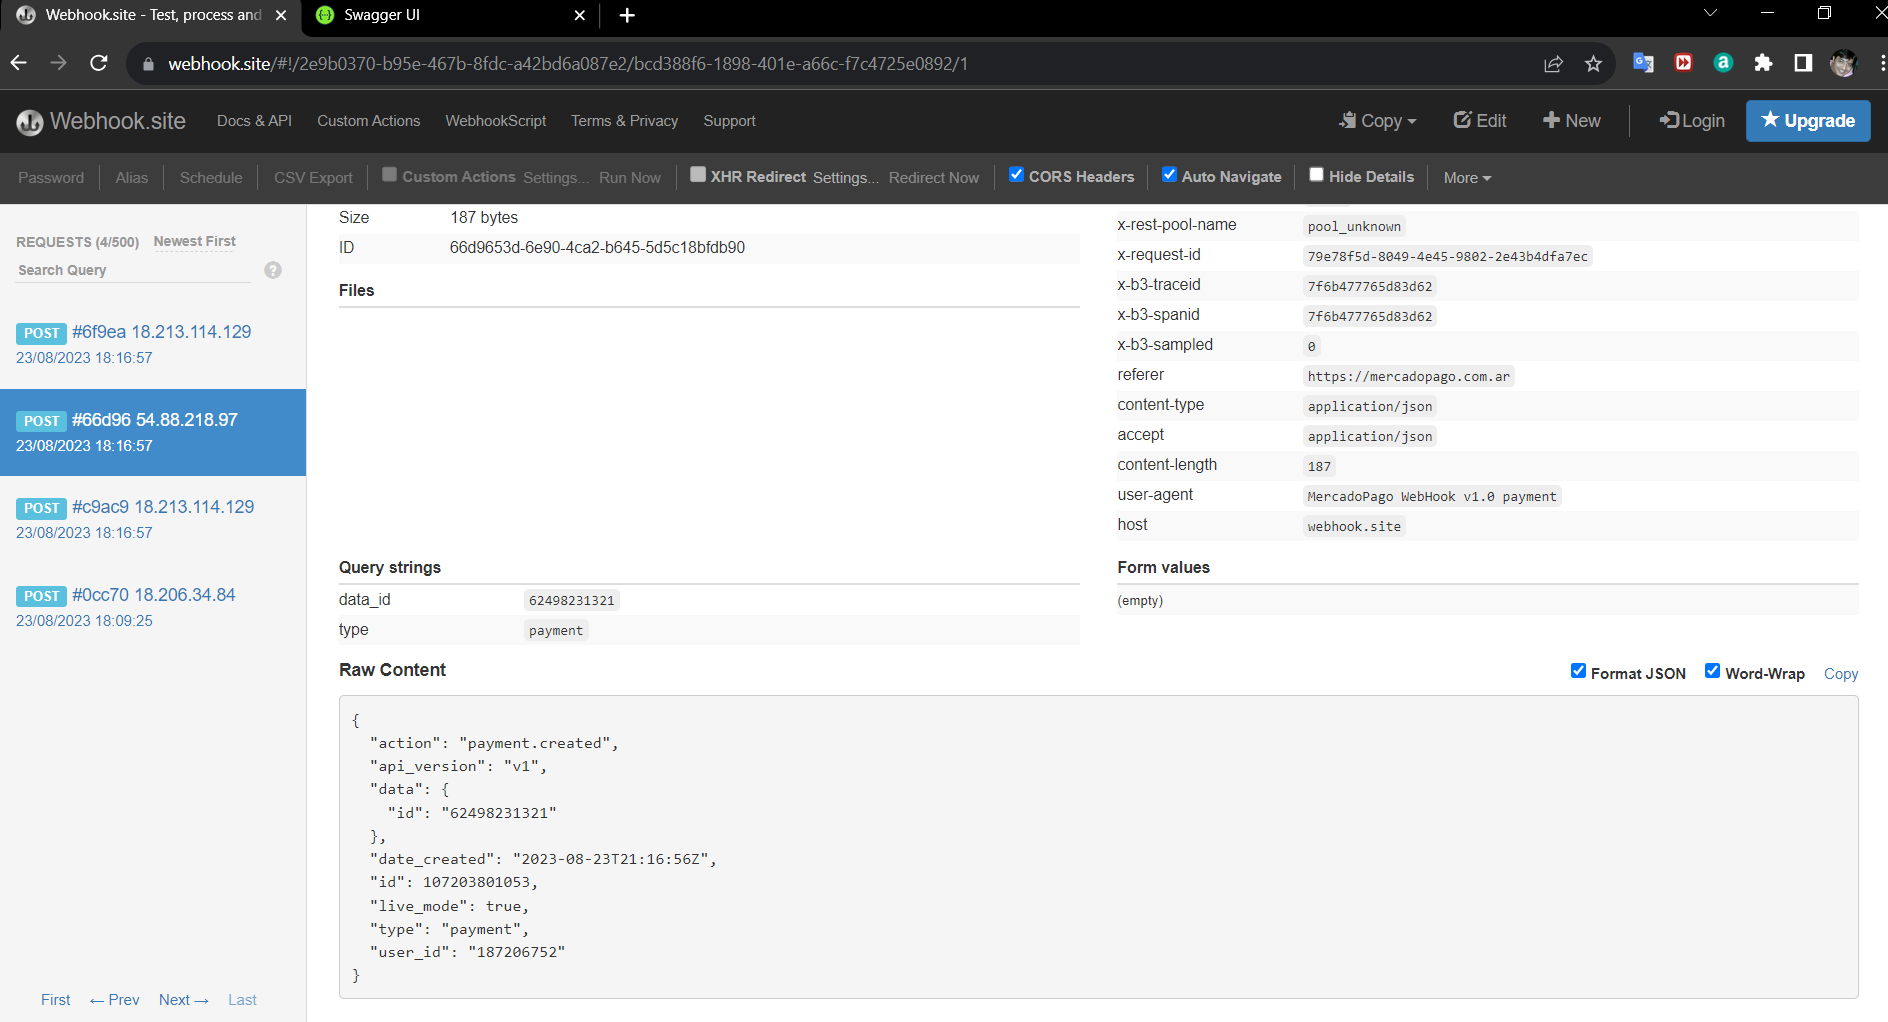 Webhook.site - Test, process and
Swagger UI
webhook.site/#!/2e9b0370-b95e-467b-8fdc-a42bd6a087e2/bcd388f6-1898-401e-a66c-f7c4725e0892/1
Webhook.site Docs & API Custom Actions WebhookScript Terms & Privacy Support Copy Edit New Login Upgrade
Password Alias Schedule CSV Export Custom Actions Settings... Run Now XHR Redirect Settings... Redirect Now CORS Headers Auto Navigate Hide Details More
REQUESTS (4/500) Newest First
Search Query ?
POST #6f9ea 18.213.114.129
23/08/2023 18:16:57
POST #66d96 54.88.218.97
23/08/2023 18:16:57
POST #c9ac9 18.213.114.129
23/08/2023 18:16:57
POST #0cc70 18.206.34.84
23/08/2023 18:09:25
First ← Prev Next → Last
Size 187 bytes
ID 66d9653d-6e90-4ca2-b645-5d5c18bfdb90
Files
x-rest-pool-name pool_unknown
x-request-id 79e78f5d-8049-4e45-9802-2e43b4dfa7ec
x-b3-traceid 7f6b477765d83d62
x-b3-spanid 7f6b477765d83d62
x-b3-sampled 0
referer https://mercadopago.com.ar
content-type application/json
accept application/json
content-length 187
user-agent MercadoPago WebHook v1.0 payment
host webhook.site
Query strings
data_id 62498231321
type payment
Form values
(empty)
Raw Content
Format JSON Word-Wrap Copy
{
"action": "payment.created",
"api_version": "v1",
"data": {
"id": "62498231321"
},
"date_created": "2023-08-23T21:16:56Z",
"id": 107203801053,
"live_mode": true,
"type": "payment",
"user_id": "187206752"
}